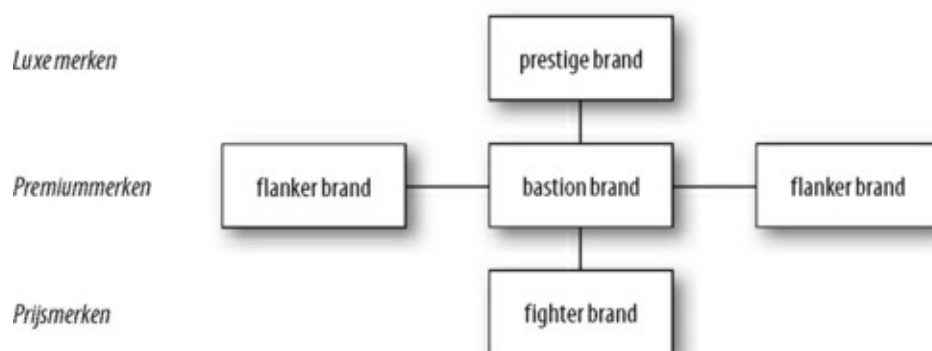 Luxe merken
prestige brand
Premiummerken
flanker brand
bastion brand
flanker brand
Prijsmerken
fighter brand